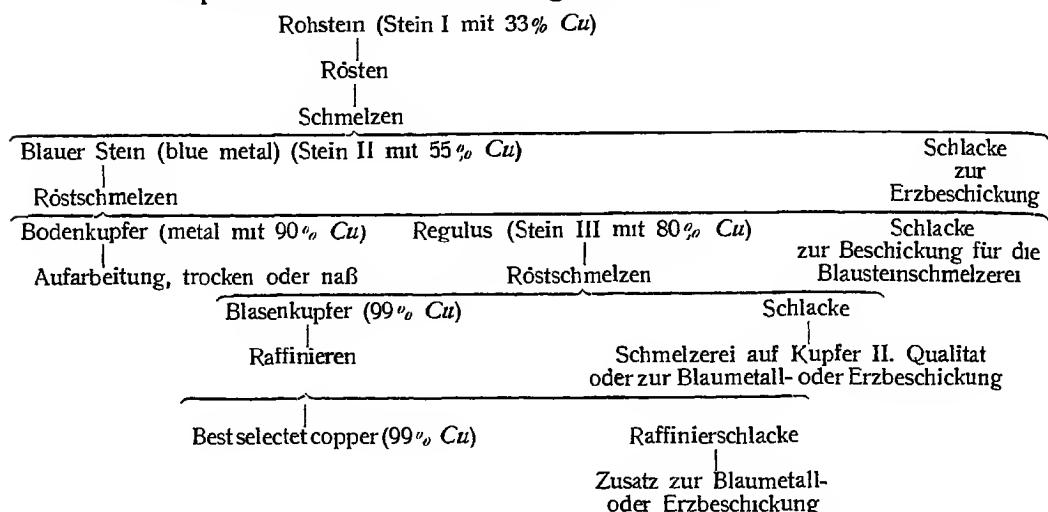 Rohstein (Stein I mit 33% Cu)
Rösten
Schmelzen
Blauer Stein (blue metal) (Stein II mit 55% Cu)
Schlacke
zur
Erzbeschickung
Röstschmelzen
Bodenkupfer (metal mit 90% Cu)
Regulus (Stein III mit 80% Cu)
Schlacke
zur Beschickung für die
Blausteinschmelzerei
Aufarbeitung, trocken oder naß
Röstschmelzen
Blasenkupfer (99% Cu)
Schlacke
Raffinieren
Schmelzerei auf Kupfer II. Qualitat
oder zur Blaumetall- oder Erzbeschickung
Best selectet copper (99% Cu)
Raffinierschlacke
Zusatz zur Blaumetall-
oder Erzbeschickung